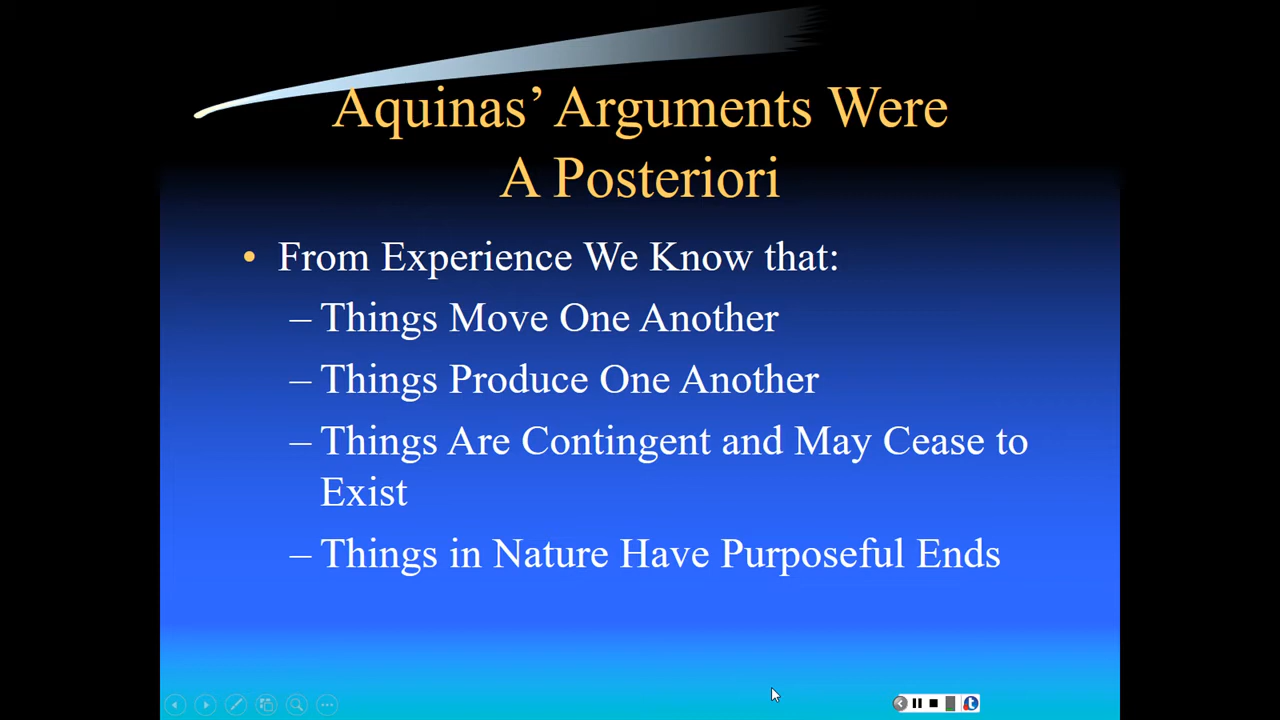 Aquinas’ Arguments Were
A Posteriori
• From Experience We Know that:
– Things Move One Another
– Things Produce One Another
– Things Are Contingent and May Cease to
Exist
– Things in Nature Have Purposeful Ends